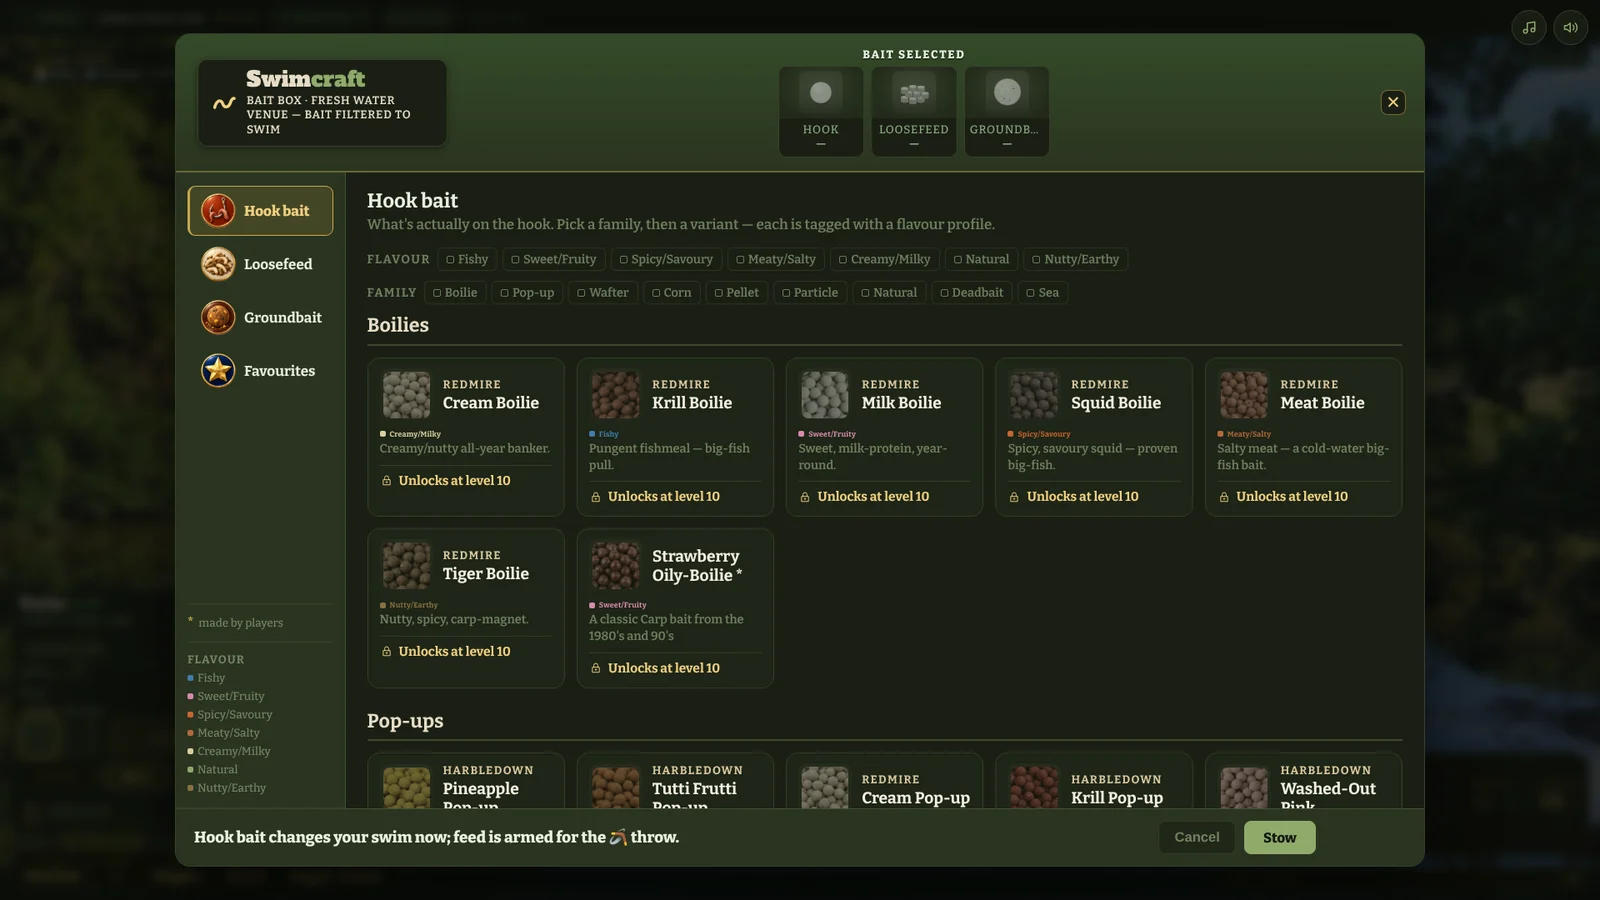 Swimcraft
BAIT BOX · FRESH WATER
VENUE — BAIT FILTERED TO
SWIM
BAIT SELECTED
HOOK
—
LOOSEFEED
—
GROUNDB...
—
Hook bait
Loosefeed
Groundbait
Favourites
* made by players
FLAVOUR
Fishy
Sweet/Fruity
Spicy/Savoury
Meaty/Salty
Creamy/Milky
Natural
Nutty/Earthy
Hook bait
What's actually on the hook. Pick a family, then a variant — each is tagged with a flavour profile.
FLAVOUR Fishy Sweet/Fruity Spicy/Savoury Meaty/Salty Creamy/Milky Natural Nutty/Earthy
FAMILY Boilie Pop-up Wafter Corn Pellet Particle Natural Deadbait Sea
Boilies
REDMIRE
Cream Boilie
Creamy/Milky
Creamy/nutty all-year banker.
Unlocks at level 10
REDMIRE
Krill Boilie
Fishy
Pungent fishmeal — big-fish
pull.
Unlocks at level 10
REDMIRE
Milk Boilie
Sweet/Fruity
Sweet, milk-protein, year-
round.
Unlocks at level 10
REDMIRE
Squid Boilie
Spicy/Savoury
Spicy, savoury squid — proven
big-fish.
Unlocks at level 10
REDMIRE
Meat Boilie
Meaty/Salty
Salty meat — a cold-water big-
fish bait.
Unlocks at level 10
REDMIRE
Tiger Boilie
Nutty/Earthy
Nutty, spicy, carp-magnet.
Unlocks at level 10
Strawberry
Oily-Boilie *
Sweet/Fruity
A classic Carp bait from the
1980's and 90's
Unlocks at level 10
Pop-ups
HARBLEDOWN
Pineapple
Pop-up
HARBLEDOWN
Tutti Frutti
Pop-up
REDMIRE
Cream Pop-up
HARBLEDOWN
Krill Pop-up
HARBLEDOWN
Washed-Out
Pink
Hook bait changes your swim now; feed is armed for the throw.
Cancel
Stow